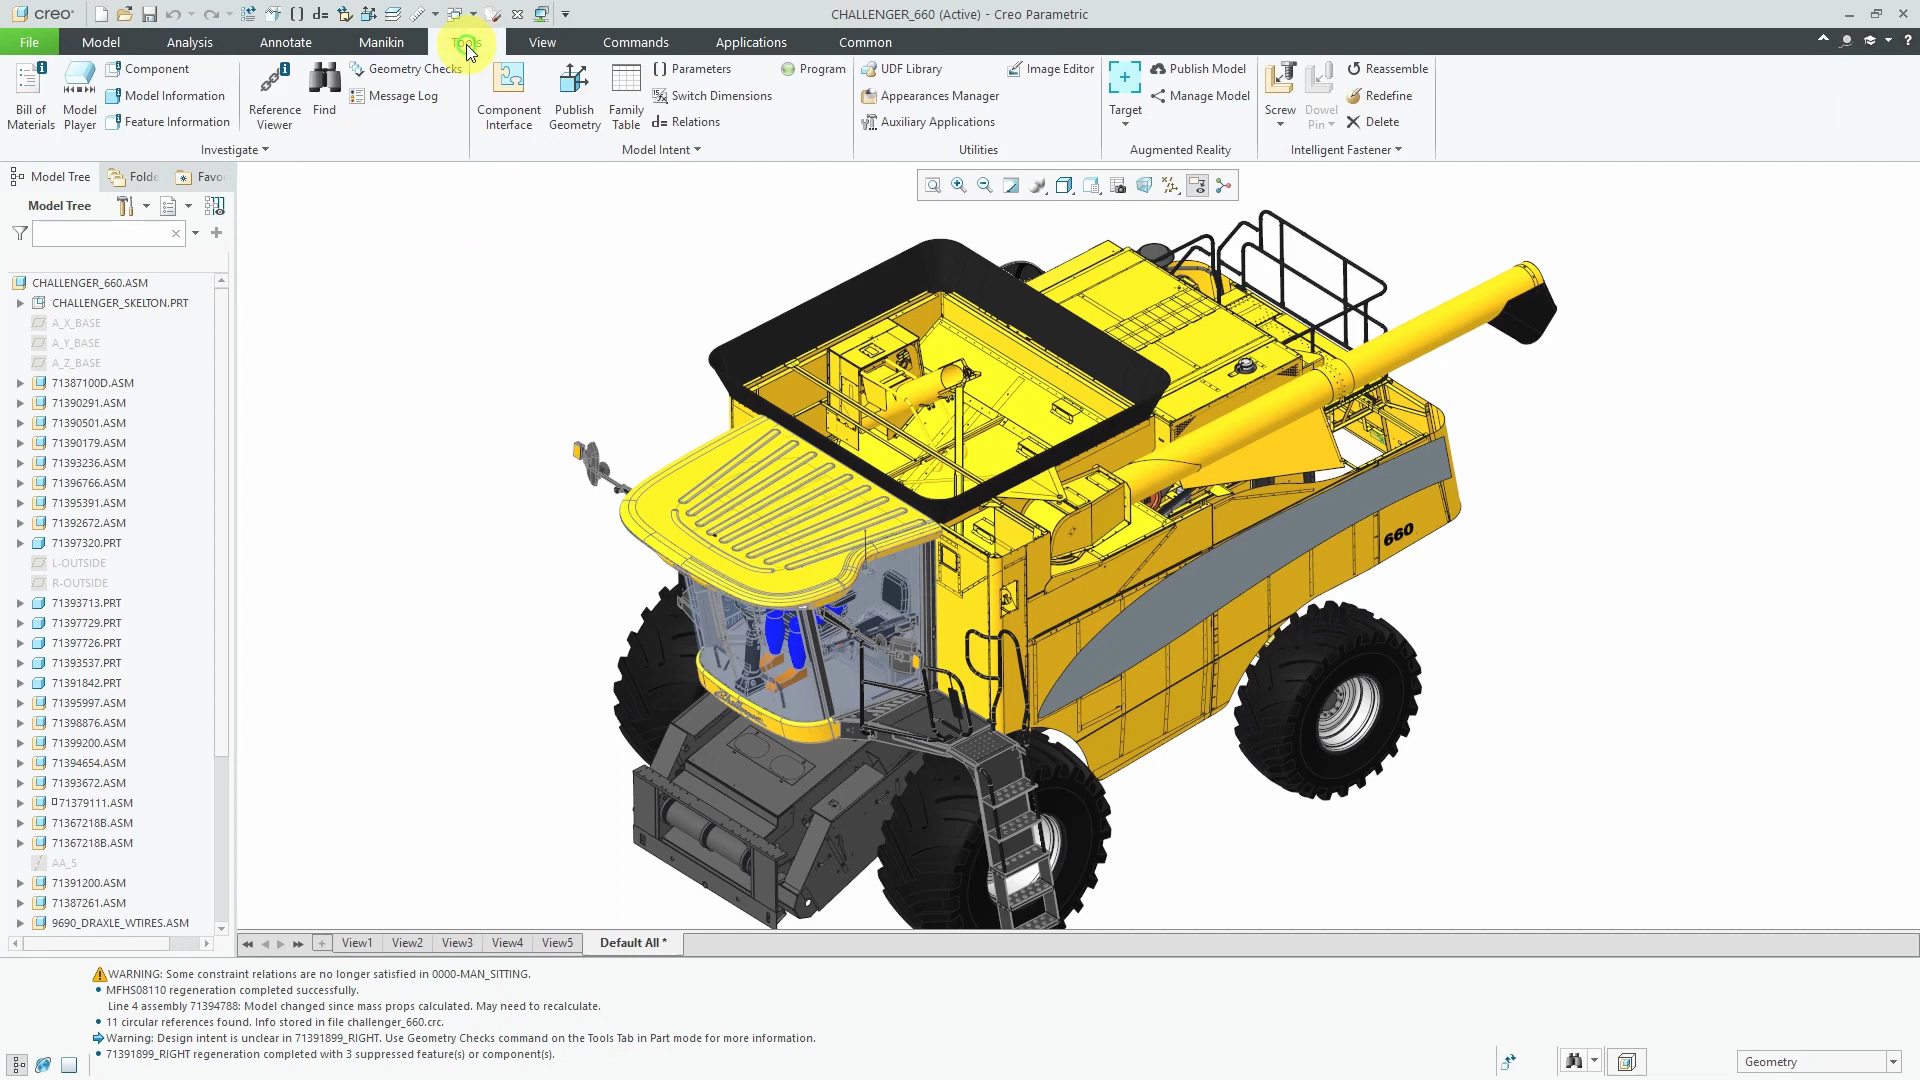 creo
d=
CHALLENGER_660 (Active) - Creo Parametric
File Model Analysis Annotate Manikin Tools View Commands Applications Common
Bill of Materials
Model Player
Component
Model Information
Feature Information
Reference Viewer
Find
Geometry Checks
Message Log
Investigate
Component Interface
Publish Geometry
Family Table
Parameters
Switch Dimensions
d= Relations
Program
Model Intent
UDF Library
Appearances Manager
Auxiliary Applications
Image Editor
Utilities
Target
Publish Model
Manage Model
Augmented Reality
Screw
Dowel Pin
Reassemble
Redefine
Delete
Intelligent Fastener
Model Tree Folde Favo
Model Tree
CHALLENGER_660.ASM
CHALLENGER_SKELTON.PRT
A_X_BASE
A_Y_BASE
A_Z_BASE
71387100D.ASM
71390291.ASM
71390501.ASM
71390179.ASM
71393236.ASM
71396766.ASM
71395391.ASM
71392672.ASM
71397320.PRT
L-OUTSIDE
R-OUTSIDE
71393713.PRT
71397729.PRT
71397726.PRT
71393537.PRT
71391842.PRT
71395997.ASM
71398876.ASM
71399200.ASM
71394654.ASM
71393672.ASM
71379111.ASM
71367218B.ASM
71367218B.ASM
AA_5
71391200.ASM
71387261.ASM
9690_DRAXLE_WTIRES.ASM
660
Challenger
View1 View2 View3 View4 View5 Default All *
WARNING: Some constraint relations are no longer satisfied in 0000-MAN_SITTING.
MFHS08110 regeneration completed successfully.
Line 4 assembly 71394788: Model changed since mass props calculated. May need to recalculate.
11 circular references found. Info stored in file challenger_660.crc.
Warning: Design intent is unclear in 71391899_RIGHT. Use Geometry Checks command on the Tools Tab in Part mode for more information.
71391899_RIGHT regeneration completed with 3 suppressed feature(s) or component(s).
Geometry